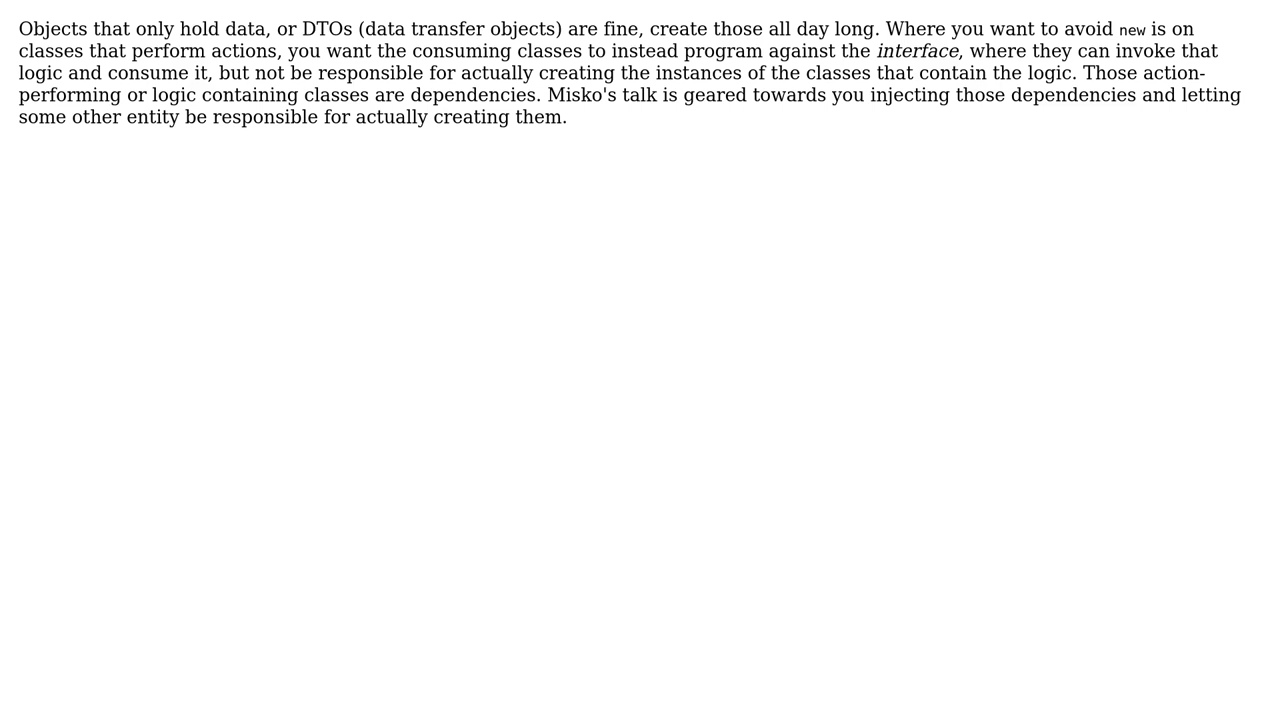 Objects that only hold data, or DTOs (data transfer objects) are fine, create those all day long. Where you want to avoid new is on
classes that perform actions, you want the consuming classes to instead program against the interface, where they can invoke that
logic and consume it, but not be responsible for actually creating the instances of the classes that contain the logic. Those action-
performing or logic containing classes are dependencies. Misko's talk is geared towards you injecting those dependencies and letting
some other entity be responsible for actually creating them.